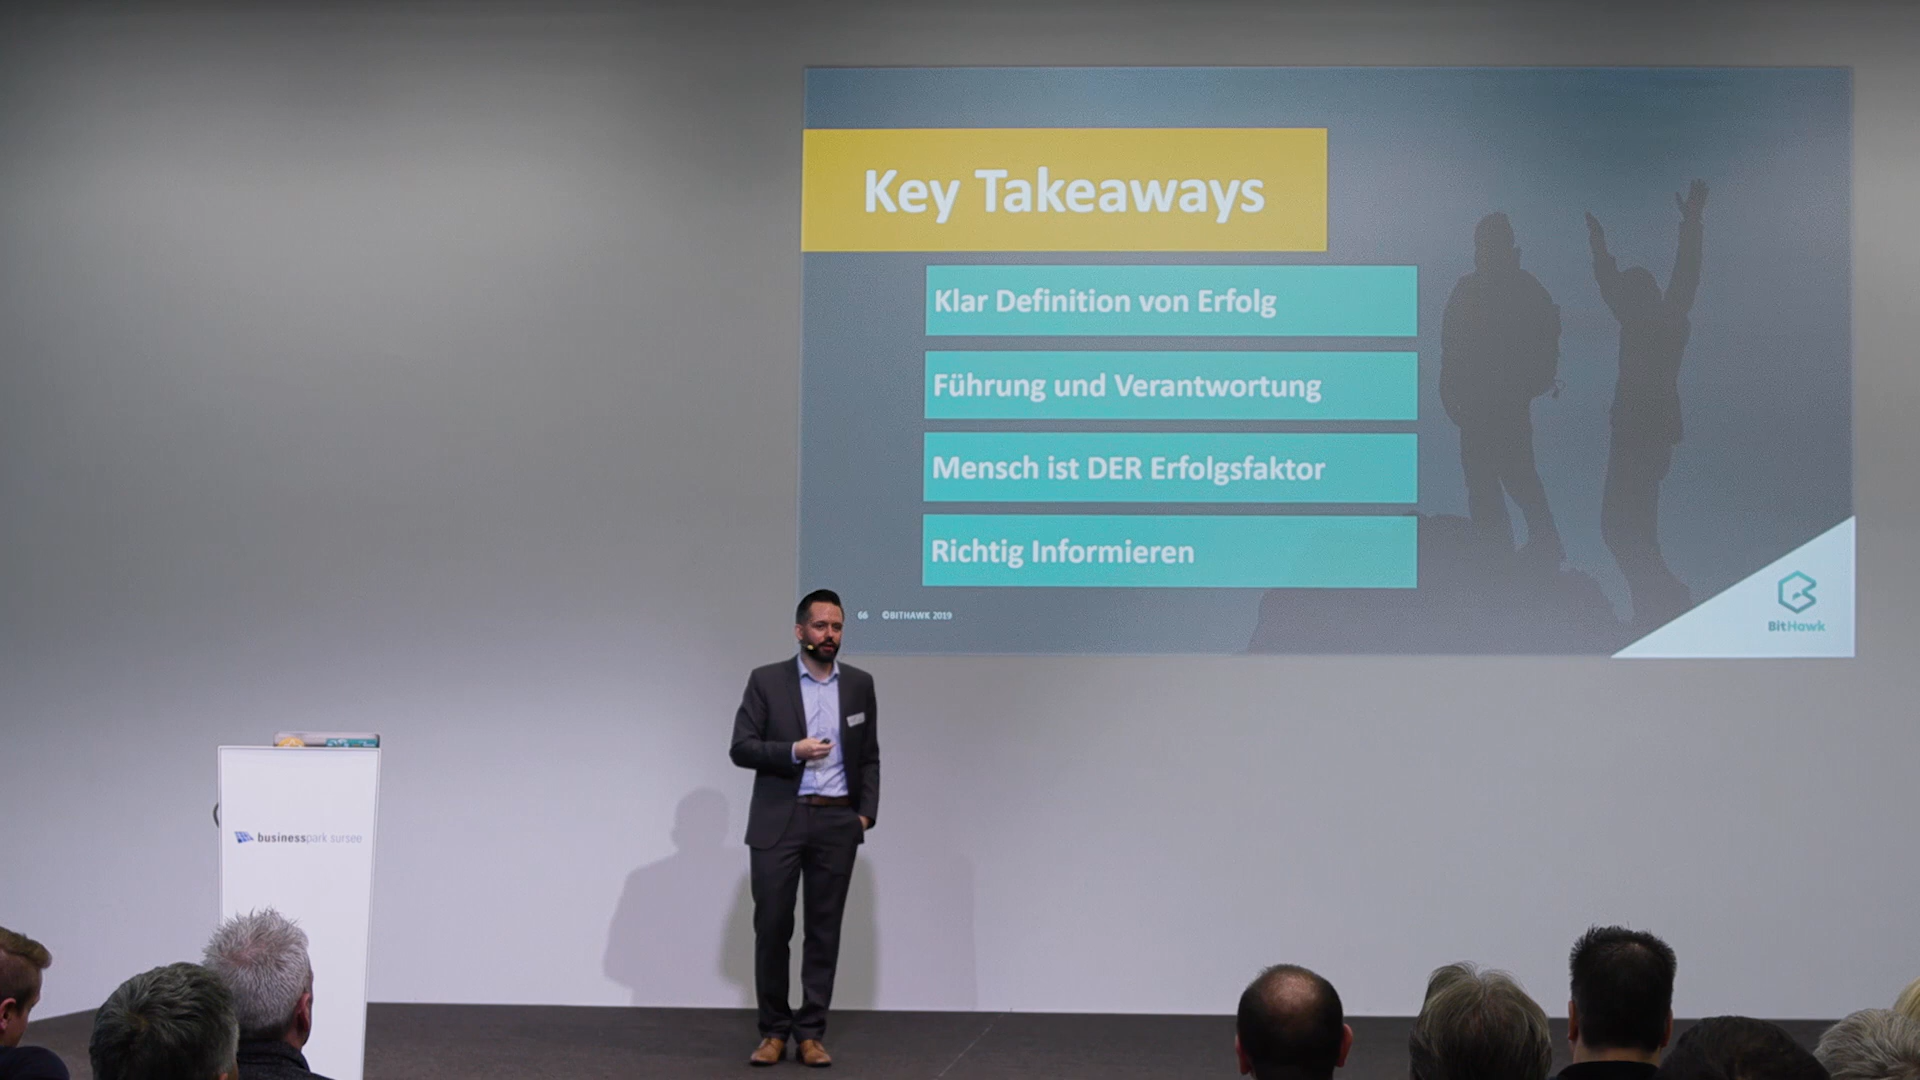 Key Takeaways
Klar Definition von Erfolg
Führung und Verantwortung
Mensch ist DER Erfolgsfaktor
Richtig Informieren
66 ©BITHAWK 2019
BitHawk
businesspark sursee